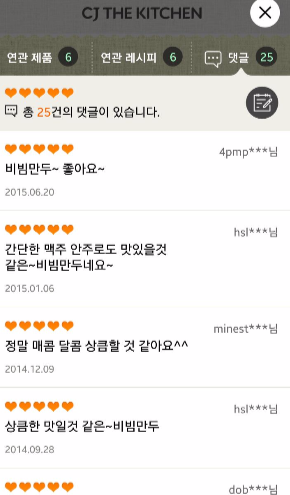 CJ THE KITCHEN
연관 제품 6 연관 레시피 6 댓글 25
총 25건의 댓글이 있습니다.
4pmp***님
비빔만두~ 좋아요~
2015.06.20
hsl***님
간단한 맥주 안주로도 맛있을것
같은~비빔만두네요~
2015.01.06
minest***님
정말 매콤 달콤 상큼할 것 같아요^^
2014.12.09
hsl***님
상큼한 맛일것 같은~비빔만두
2014.09.28
dob***님